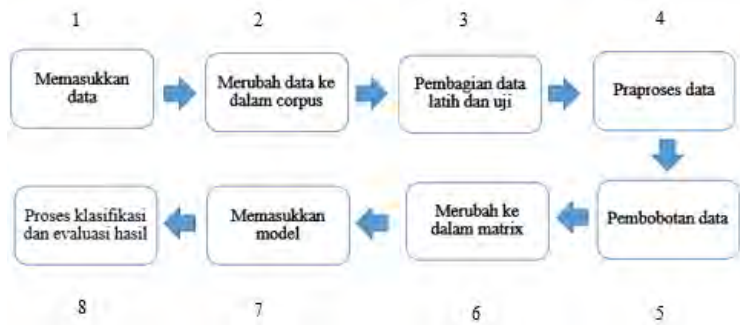 1
2
3
4
Memasukkan
data
Merubah data ke
dalam corpus
Pembagian data
latih dan uji
Praproses data
Proses klasifikasi
dan evaluasi hasil
Memasukkan
model
Merubah ke
dalam matrix
Pembobotan data
8
7
6
5